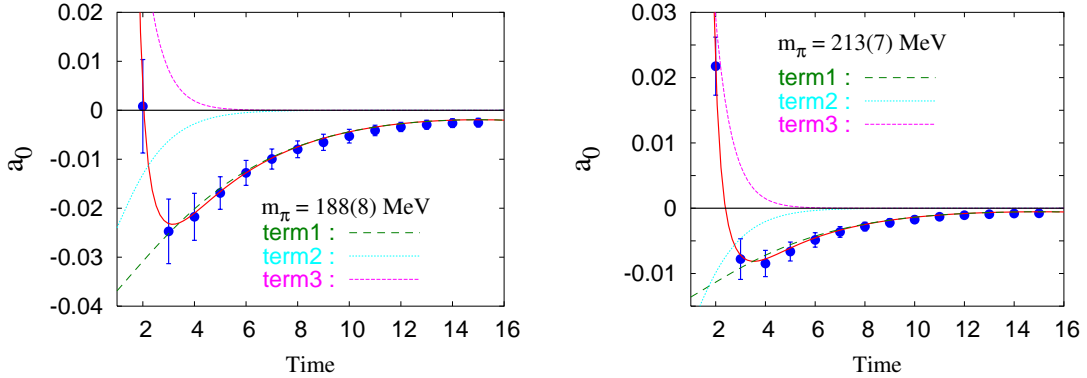 0.02
0.01
0
-0.01
-0.02
-0.03
-0.04
a0
2 4 6 8 10 12 14 16
Time
mπ = 188(8) MeV
term1 :
term2 :
term3 :
0.03
0.02
0.01
0
-0.01
a0
2 4 6 8 10 12 14 16
Time
mπ = 213(7) MeV
term1 :
term2 :
term3 :